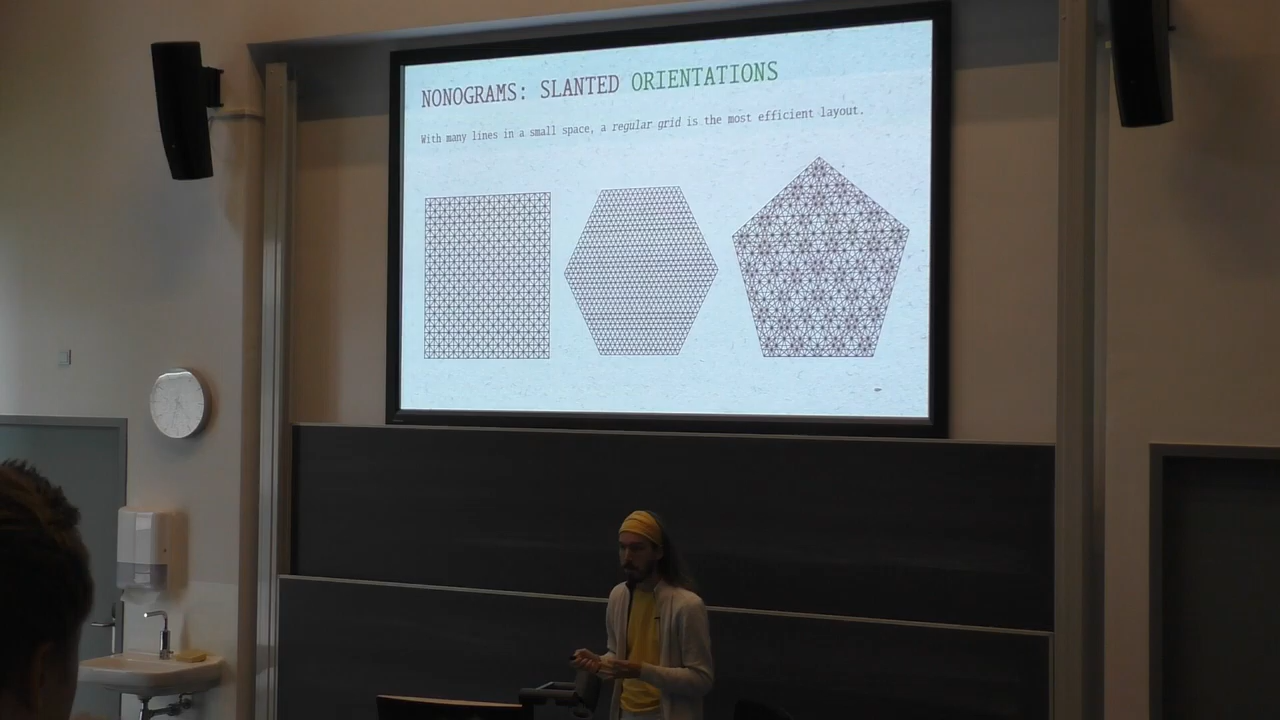 NONOGRAMS: SLANTED ORIENTATIONS
With many lines in a small space, a regular grid is the most efficient layout.